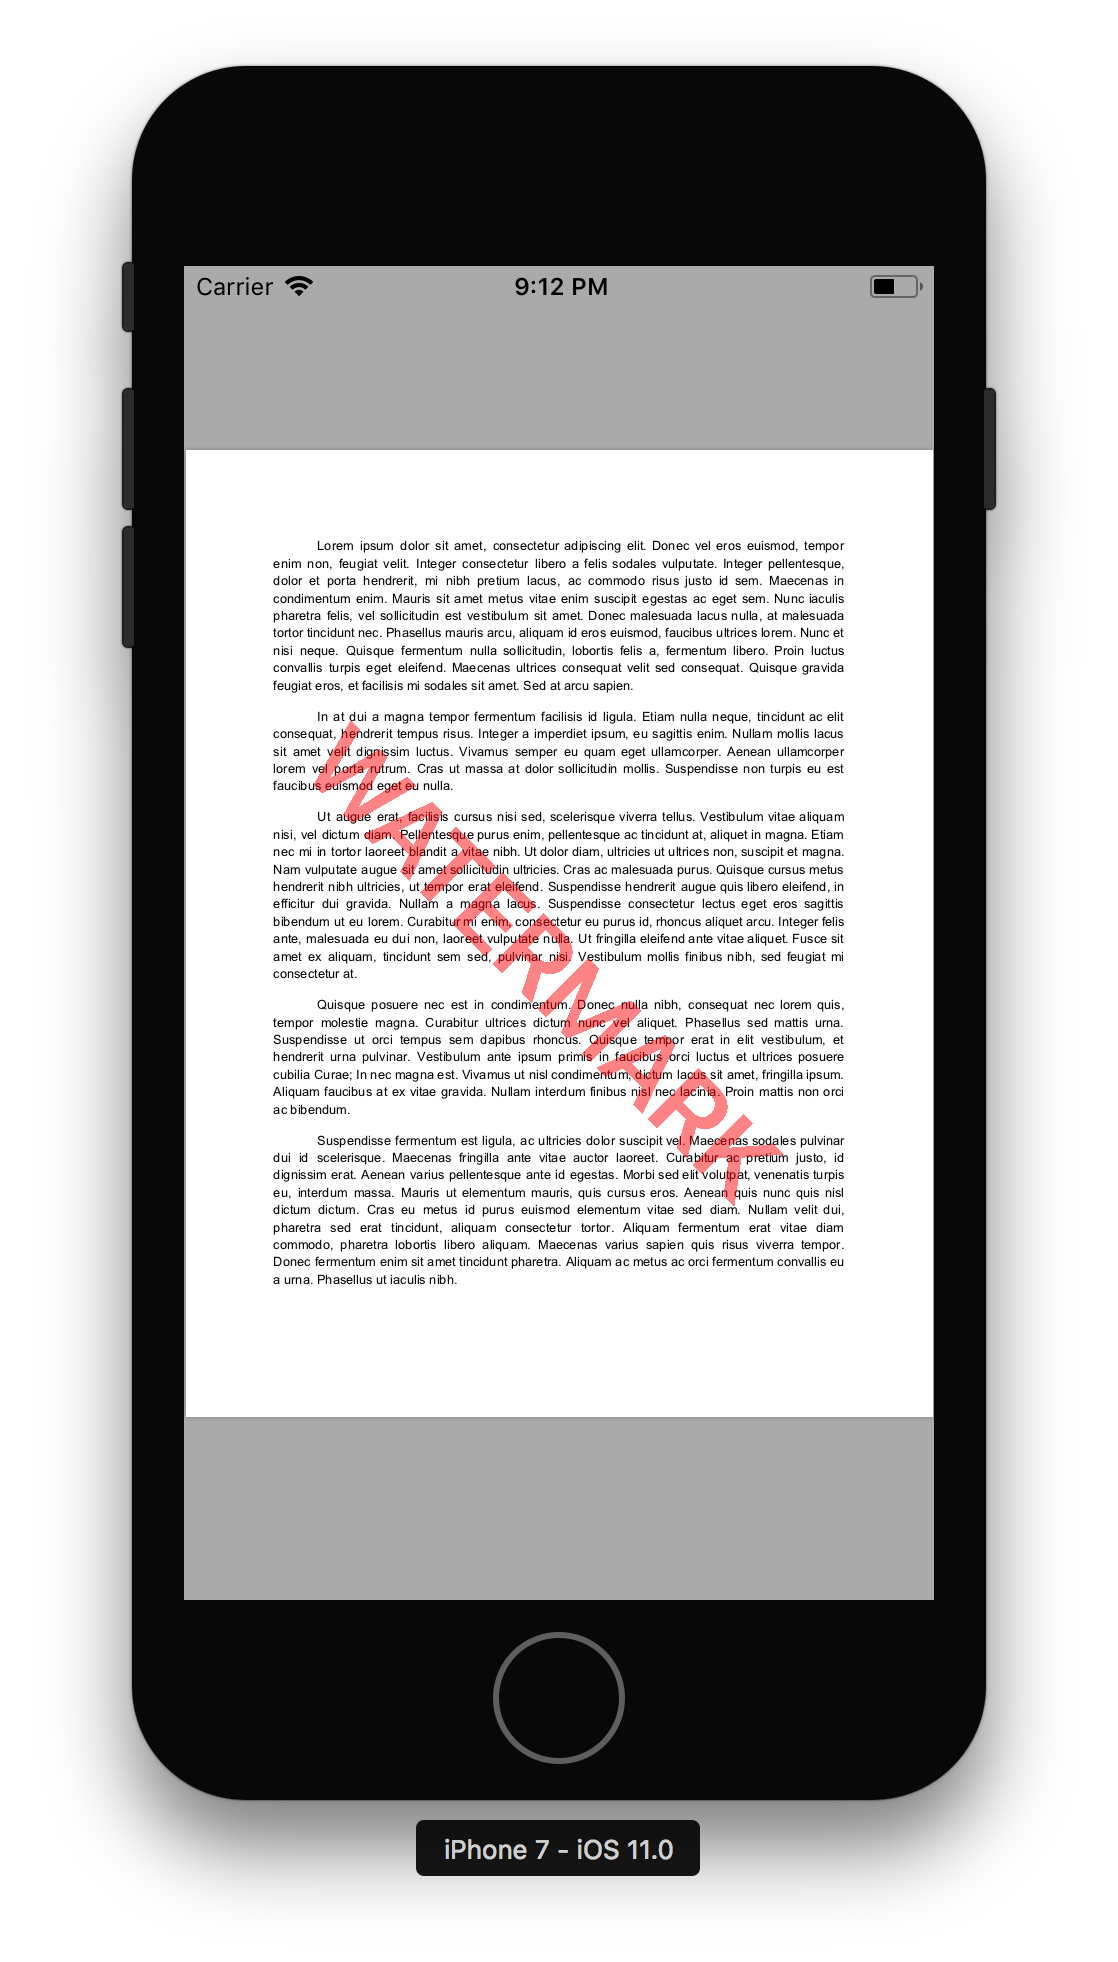 Carrier 9:12 PM
Lorem ipsum dolor sit amet, consectetur adipiscing elit. Donec vel eros euismod, tempor
enim non, feugiat velit. Integer consectetur libero a felis sodales vulputate. Integer pellentesque,
dolor et porta hendrerit, mi nibh pretium lacus, ac commodo risus justo id sem. Maecenas in
condimentum enim. Mauris sit amet metus vitae enim suscipit egestas ac eget sem. Nunc iaculis
pharetra felis, vel sollicitudin est vestibulum sit amet. Donec malesuada lacus nulla, at malesuada
tortor tincidunt nec. Phasellus mauris arcu, aliquam id eros euismod, faucibus ultrices lorem. Nunc et
nisi neque. Quisque fermentum nulla sollicitudin, lobortis felis a, fermentum libero. Proin luctus
convallis turpis eget eleifend. Maecenas ultrices consequat velit sed consequat. Quisque gravida
feugiat eros, et facilisis mi sodales sit amet. Sed at arcu sapien.
In at dui a magna tempor fermentum facilisis id ligula. Etiam nulla neque, tincidunt ac elit
consequat, hendrerit tempus risus. Integer a imperdiet ipsum, eu sagittis enim. Nullam mollis lacus
sit amet velit dignissim luctus. Vivamus semper eu quam eget ullamcorper. Aenean ullamcorper
lorem vel porta rutrum. Cras ut massa at dolor sollicitudin mollis. Suspendisse non turpis eu est
faucibus euismod eget eu nulla.
Ut augue erat, facilisis cursus nisi sed, scelerisque viverra tellus. Vestibulum vitae aliquam
nisi, vel dictum diam. Pellentesque purus enim, pellentesque ac tincidunt at, aliquet in magna. Etiam
nec mi in tortor laoreet blandit a vitae nibh. Ut dolor diam, ultricies ut ultrices non, suscipit et magna.
Nam vulputate augue sit amet sollicitudin ultricies. Cras ac malesuada purus. Quisque cursus metus
hendrerit nibh ultricies, ut tempor erat eleifend. Suspendisse hendrerit augue quis libero eleifend, in
efficitur dui gravida. Nullam a magna lacus. Suspendisse consectetur lectus eget eros sagittis
bibendum ut eu lorem. Curabitur mi enim, consectetur eu purus id, rhoncus aliquet arcu. Integer felis
ante, malesuada eu dui non, laoreet vulputate nulla. Ut fringilla eleifend ante vitae aliquet. Fusce sit
amet ex aliquam, tincidunt sem sed, pulvinar nisi. Vestibulum mollis finibus nibh, sed feugiat mi
consectetur at.
Quisque posuere nec est in condimentum. Donec nulla nibh, consequat nec lorem quis,
tempor molestie magna. Curabitur ultrices dictum nunc vel aliquet. Phasellus sed mattis urna.
Suspendisse ut orci tempus sem dapibus rhoncus. Quisque tempor erat in elit vestibulum, et
hendrerit urna pulvinar. Vestibulum ante ipsum primis in faucibus orci luctus et ultrices posuere
cubilia Curae; In nec magna est. Vivamus ut nisl condimentum, dictum lacus sit amet, fringilla ipsum.
Aliquam faucibus at ex vitae gravida. Nullam interdum finibus nisl nec lacinia. Proin mattis non orci
ac bibendum.
Suspendisse fermentum est ligula, ac ultricies dolor suscipit vel. Maecenas sodales pulvinar
dui id scelerisque. Maecenas fringilla ante vitae auctor laoreet. Curabitur ac pretium justo, id
dignissim erat. Aenean varius pellentesque ante id egestas. Morbi sed elit volutpat, venenatis turpis
eu, interdum massa. Mauris ut elementum mauris, quis cursus eros. Aenean quis nunc quis nisl
dictum dictum. Cras eu metus id purus euismod elementum vitae sed diam. Nullam velit dui,
pharetra sed erat tincidunt, aliquam consectetur tortor. Aliquam fermentum erat vitae diam
commodo, pharetra lobortis libero aliquam. Maecenas varius sapien quis risus viverra tempor.
Donec fermentum enim sit amet tincidunt pharetra. Aliquam ac metus ac orci fermentum convallis eu
a urna. Phasellus ut iaculis nibh.
WATERMARK
iPhone 7 - iOS 11.0